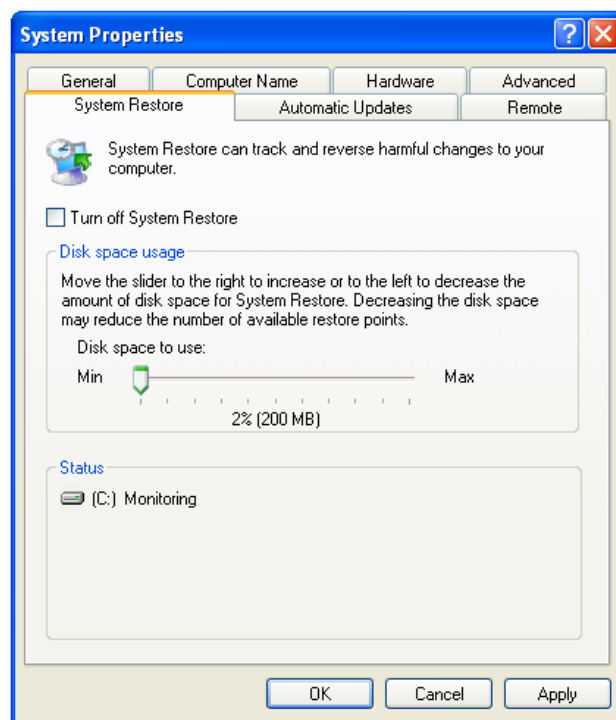 System Properties
?
General Computer Name Hardware Advanced
System Restore Automatic Updates Remote
System Restore can track and reverse harmful changes to your
computer.
Turn off System Restore
Disk space usage
Move the slider to the right to increase or to the left to decrease the
amount of disk space for System Restore. Decreasing the disk space
may reduce the number of available restore points.
Disk space to use:
Min Max
2% (200 MB)
Status
(C:) Monitoring
OK Cancel Apply